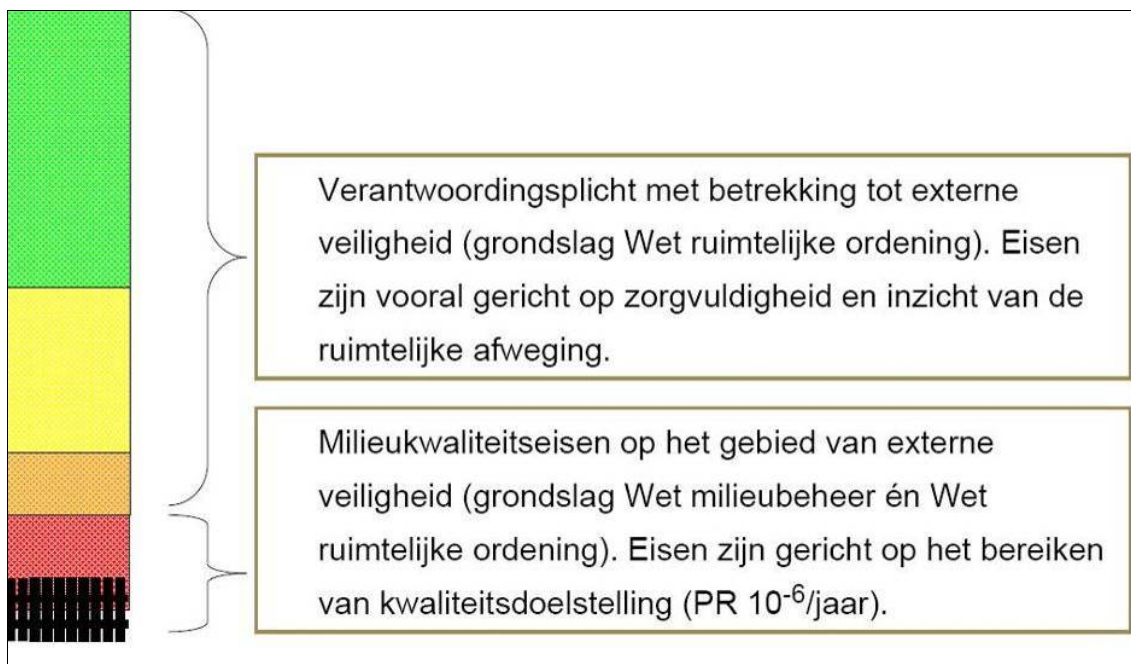 Verantwoordingsplicht met betrekking tot externe
veiligheid (grondslag Wet ruimtelijke ordening). Eisen
zijn vooral gericht op zorgvuldigheid en inzicht van de
ruimtelijke afweging.
Milieukwaliteitseisen op het gebied van externe
veiligheid (grondslag Wet milieubeheer én Wet
ruimtelijke ordening). Eisen zijn gericht op het bereiken
van kwaliteitsdoelstelling (PR 10⁻⁶/jaar).